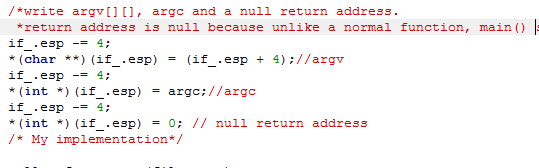 /*write argv[][], argc and a null return address.
*return address is null because unlike a normal function, main()
if_.esp -= 4;
*(char **)(if_.esp) = (if_.esp + 4);//argv
if_.esp -= 4;
*(int *)(if_.esp) = argc;//argc
if_.esp -= 4;
*(int *)(if_.esp) = 0; // null return address
/* My implementation*/